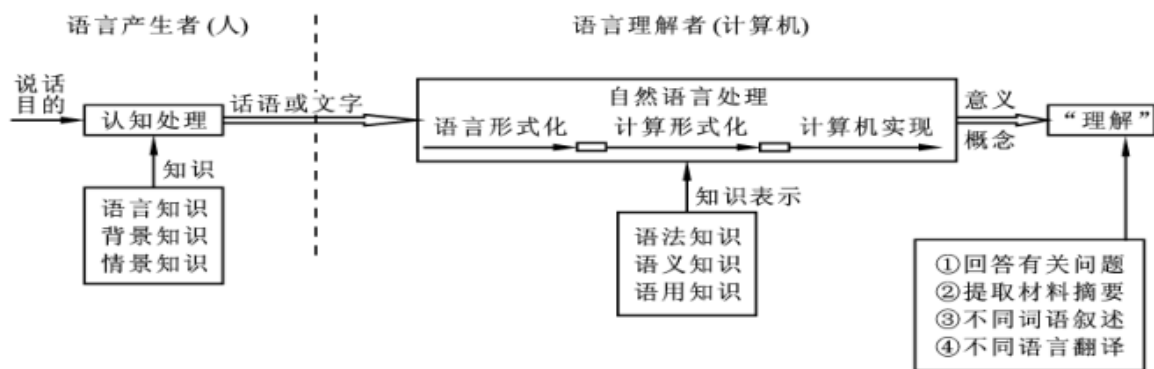 语言产生者(人)
语言理解者(计算机)
说话
目的
认知处理
话语或文字
自然语言处理
语言形式化
计算形式化
计算机实现
意义
概念
“理解”
知识
语言知识
背景知识
情景知识
知识表示
语法知识
语义知识
语用知识
①回答有关问题
②提取材料摘要
③不同词语叙述
④不同语言翻译